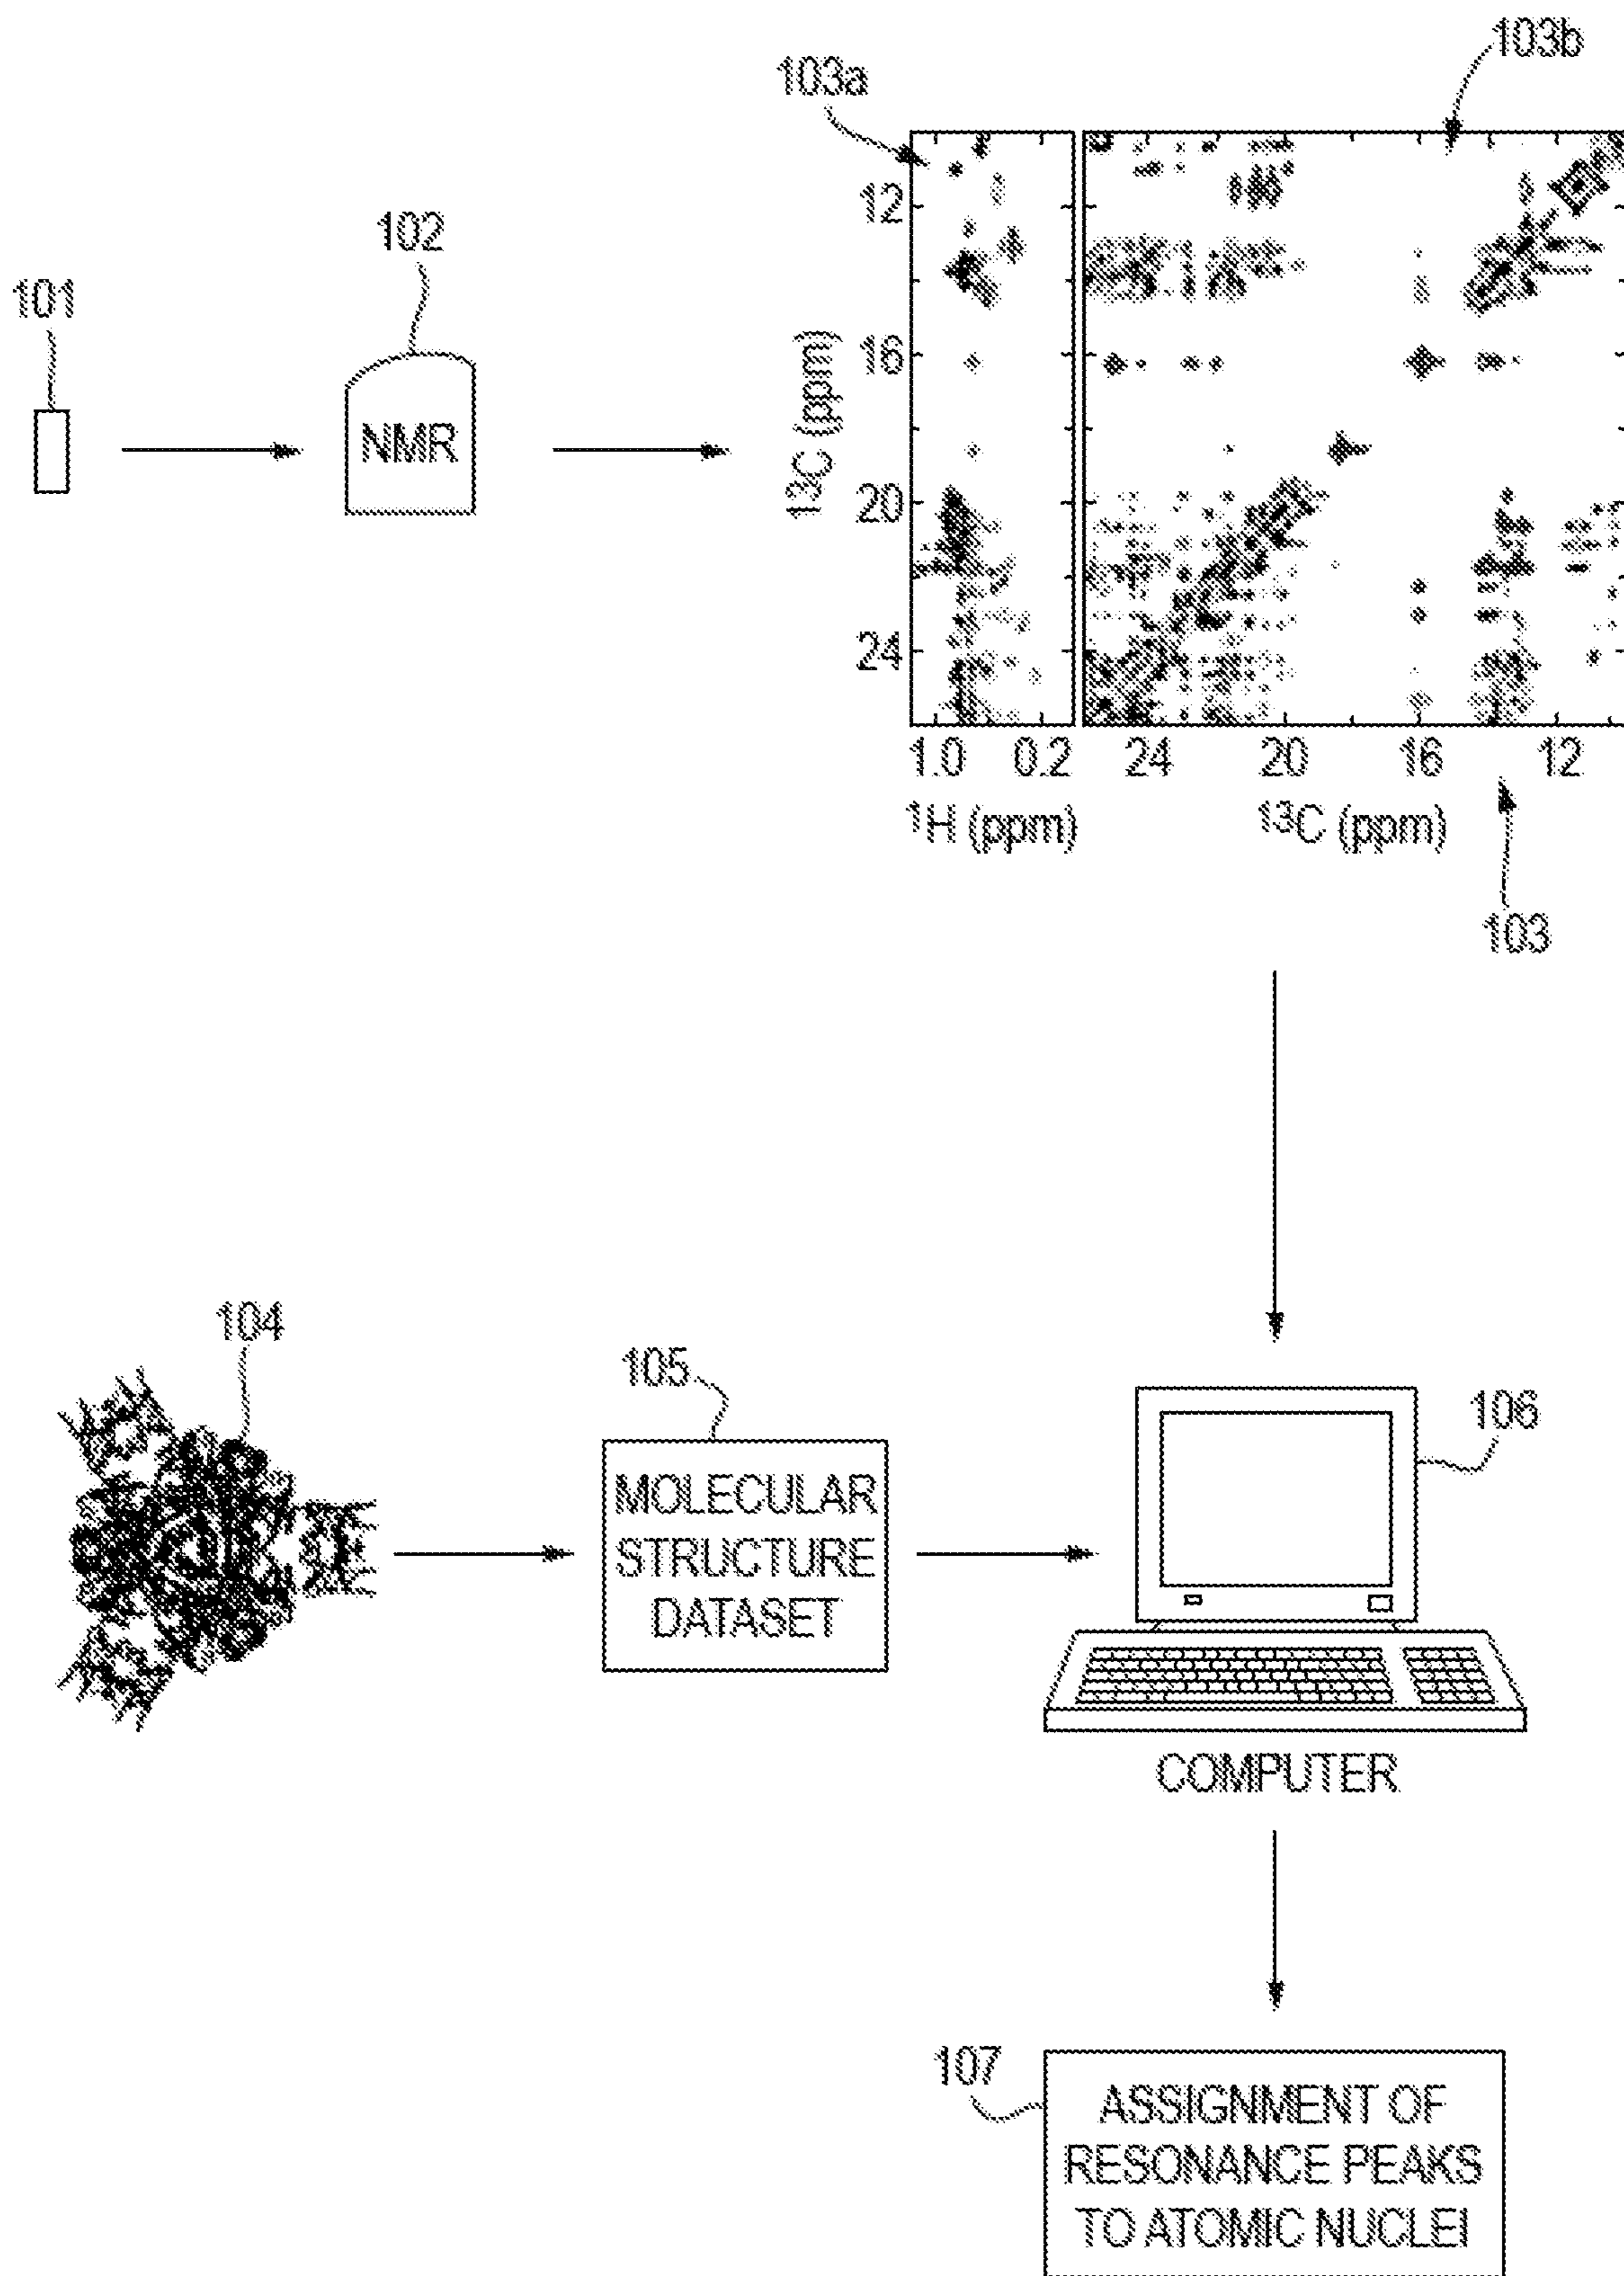 103b
103a
102
101
NMR
12
16
20
24
13C (ppm)
1.0 0.2 24 20 16 12
1H (ppm) 13C (ppm)
103
104
105
106
MOLECULAR
STRUCTURE
DATASET
COMPUTER
107
ASSIGNMENT OF
RESONANCE PEAKS
TO ATOMIC NUCLEI